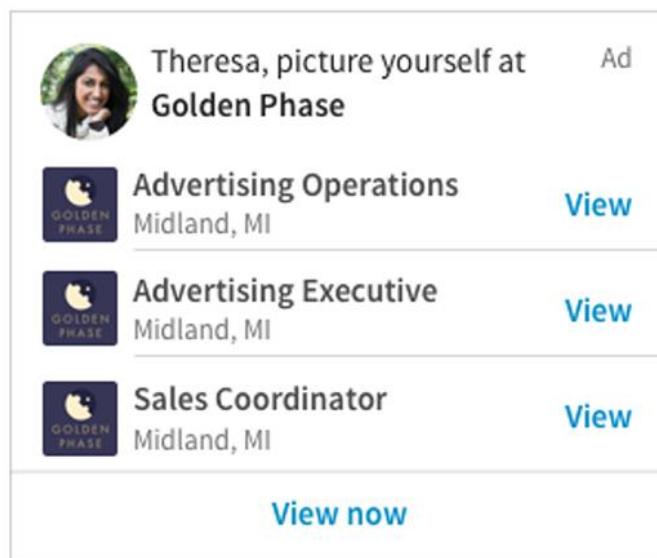 Theresa, picture yourself at
Golden Phase
Ad
GOLDEN
PHASE
Advertising Operations
Midland, MI
View
GOLDEN
PHASE
Advertising Executive
Midland, MI
View
GOLDEN
PHASE
Sales Coordinator
Midland, MI
View
View now